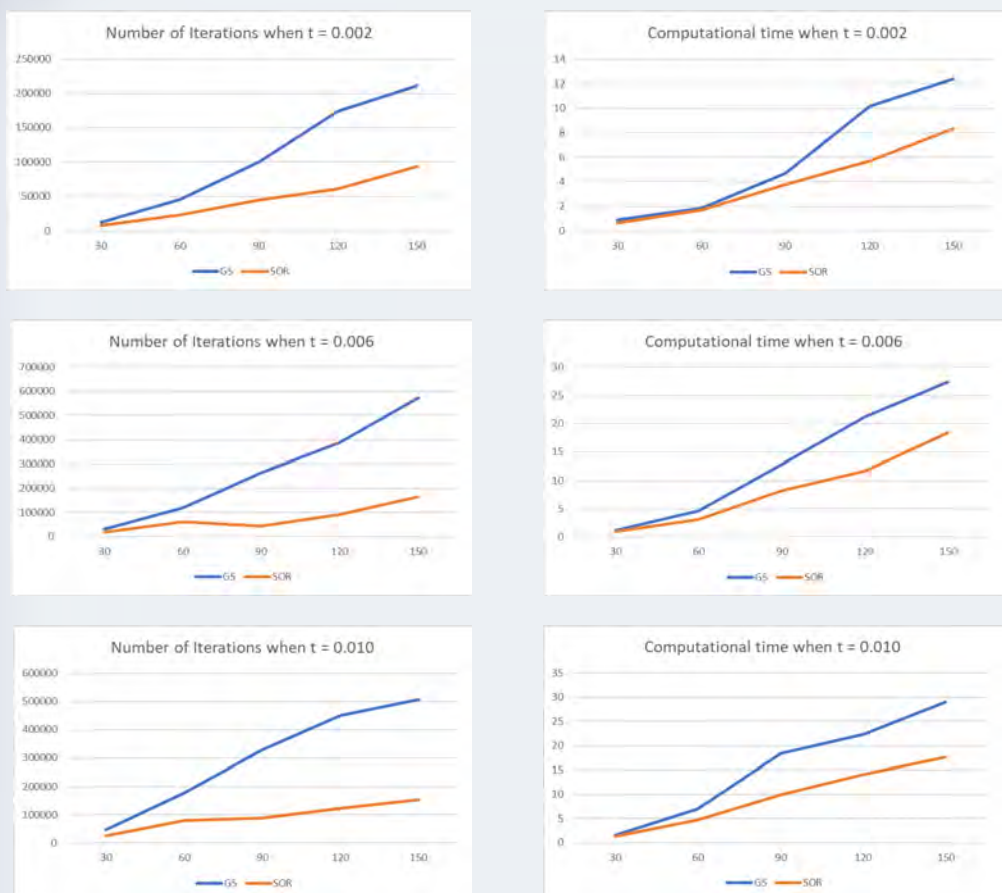 Number of Iterations when t = 0.002
250000
200000
150000
100000
50000
0
30 60 90 120 150
GS SOR
Computational time when t = 0.002
14
12
10
8
6
4
2
0
30 60 90 120 150
GS SOR
Number of Iterations when t = 0.006
700000
600000
500000
400000
300000
200000
100000
0
30 60 90 120 150
GS SOR
Computational time when t = 0.006
30
25
20
15
10
5
0
30 60 90 120 150
GS SOR
Number of Iterations when t = 0.010
600000
500000
400000
300000
200000
100000
0
30 60 90 120 150
GS SOR
Computational time when t = 0.010
35
30
25
20
15
10
5
0
30 60 90 120 150
GS SOR